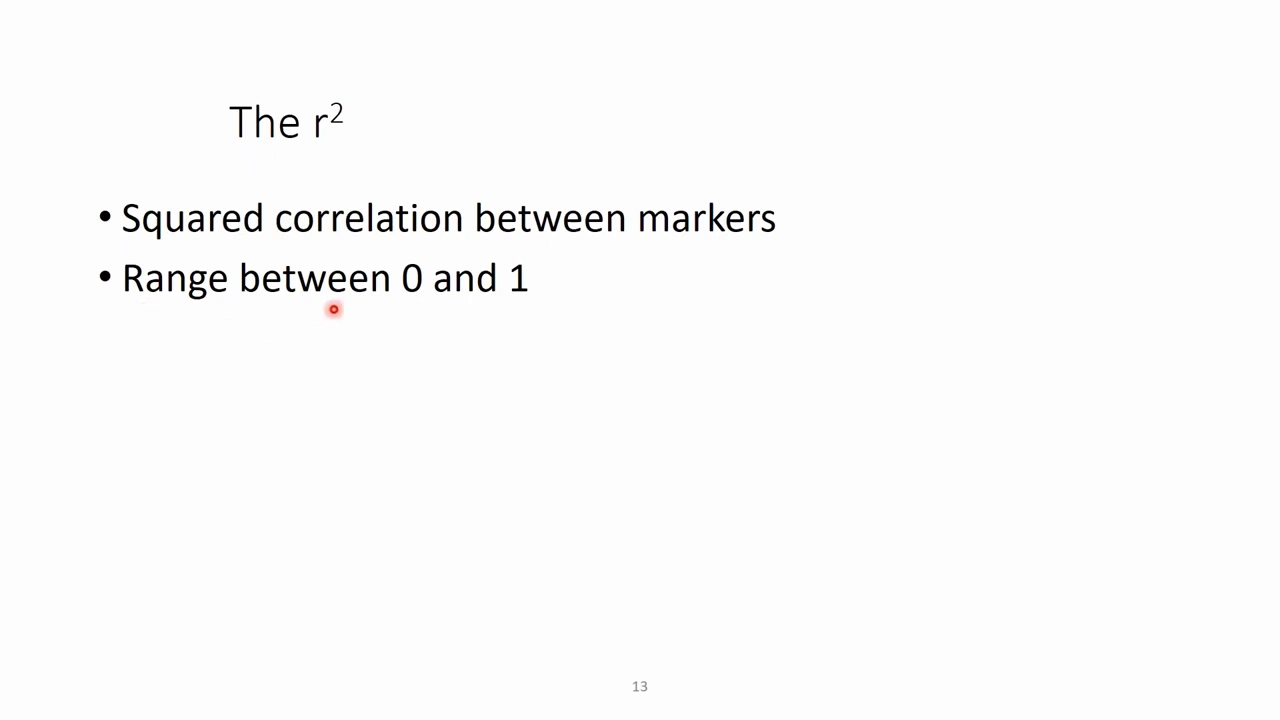 The r²
• Squared correlation between markers
• Range between 0 and 1
13